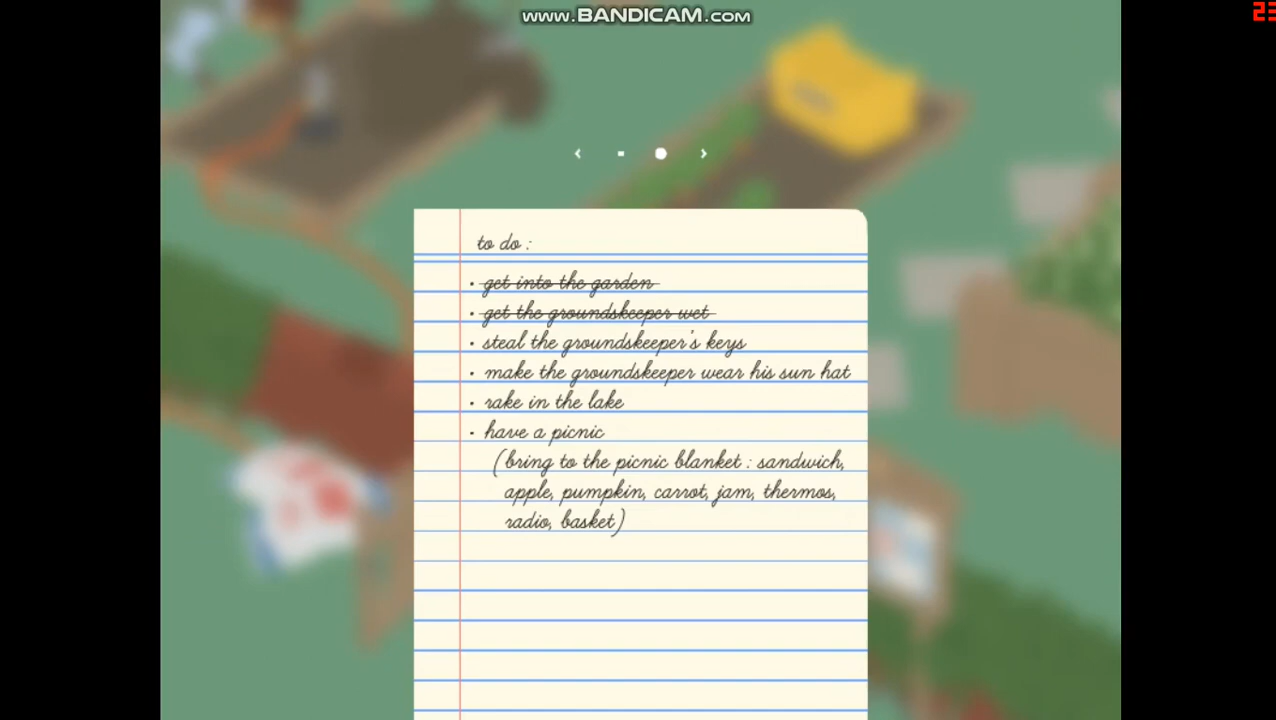 www.BANDICAM.com
23
to do :
• get into the garden
• get the groundskeeper wet
• steal the groundskeeper's keys
• make the groundskeeper wear his sun hat
• rake in the lake
• have a picnic
(bring to the picnic blanket : sandwich,
apple, pumpkin, carrot, jam, thermos,
radio, basket)